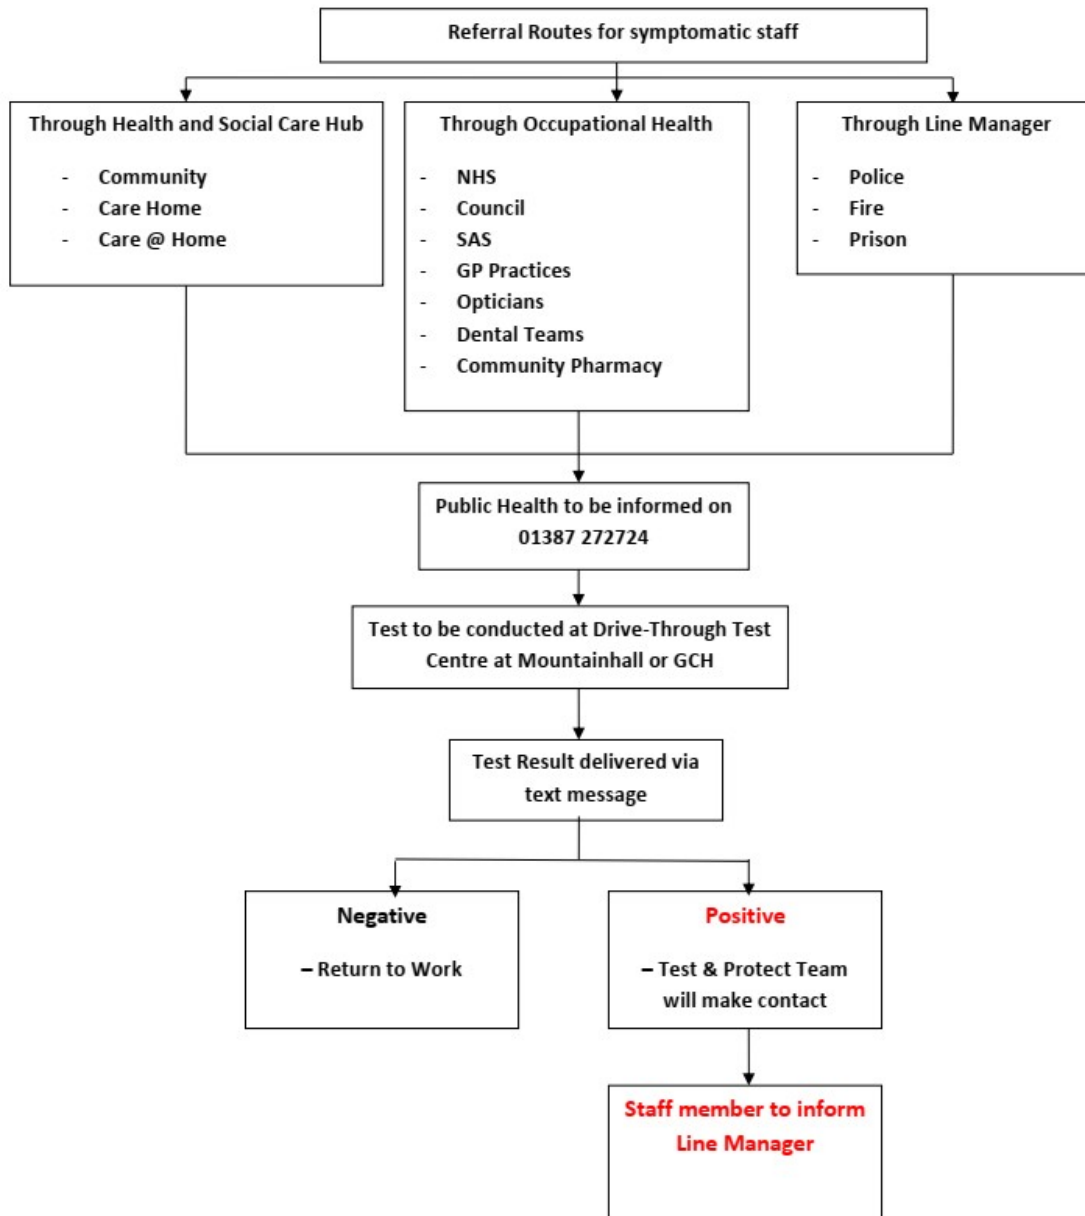 Referral Routes for symptomatic staff
Through Health and Social Care Hub
- Community
- Care Home
- Care @ Home
Through Occupational Health
- NHS
- Council
- SAS
- GP Practices
- Opticians
- Dental Teams
- Community Pharmacy
Through Line Manager
- Police
- Fire
- Prison
Public Health to be informed on
01387 272724
Test to be conducted at Drive-Through Test
Centre at Mountainhall or GCH
Test Result delivered via
text message
Negative
– Return to Work
Positive
– Test & Protect Team
will make contact
Staff member to inform
Line Manager